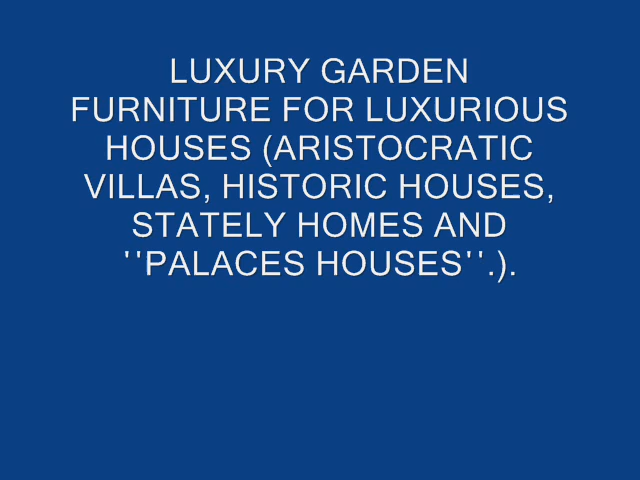 LUXURY GARDEN
FURNITURE FOR LUXURIOUS
HOUSES (ARISTOCRATIC
VILLAS, HISTORIC HOUSES,
STATELY HOMES AND
''PALACES HOUSES''.).